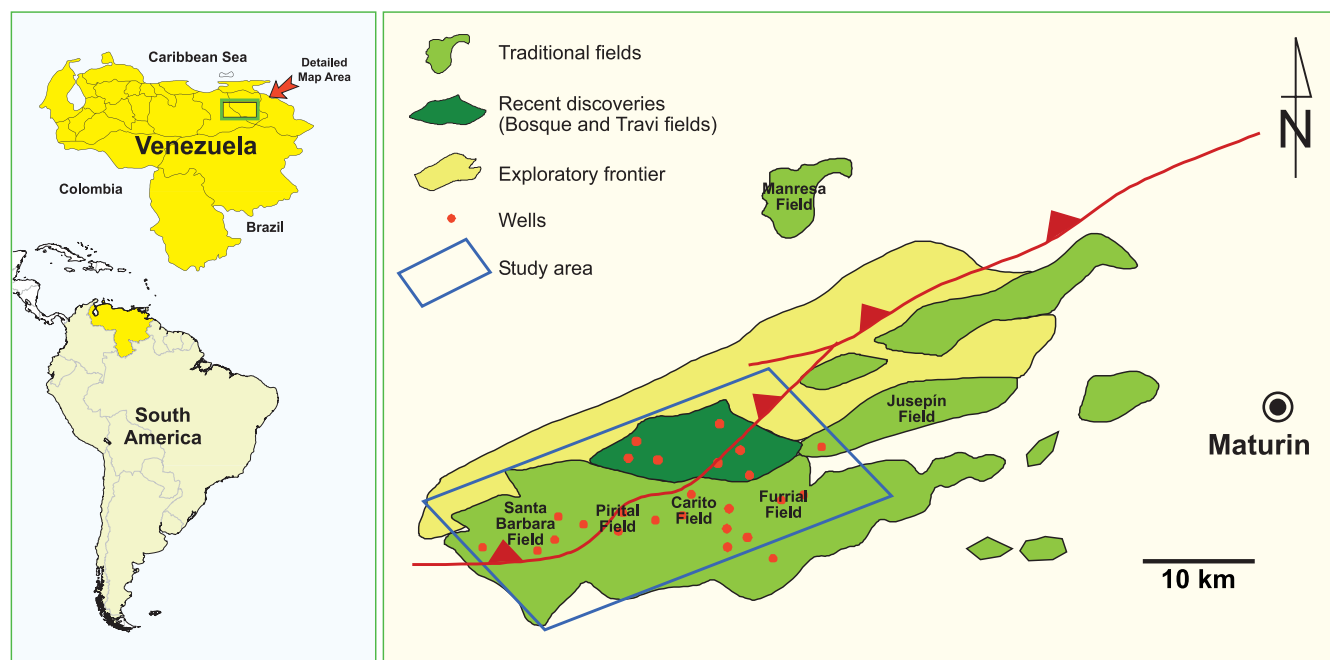 Caribbean Sea
Detailed
Map Area
Venezuela
Colombia
Brazil
South
America
Traditional fields
Recent discoveries
(Bosque and Travi fields)
Exploratory frontier
Wells
Study area
N
Manresa
Field
Jusepín
Field
Maturin
Santa
Barbara
Field
Pirital
Field
Carito
Field
Furrial
Field
10 km